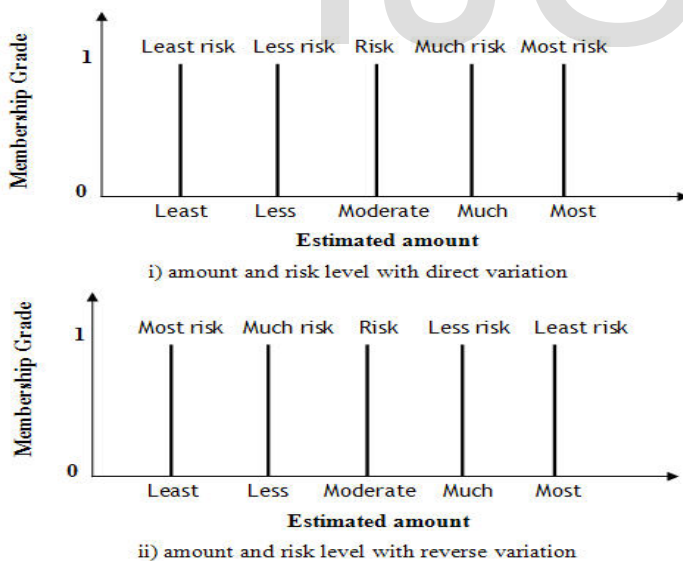 Least risk Less risk Risk Much risk Most risk
1
Membership Grade
0
Least Less Moderate Much Most
Estimated amount
i) amount and risk level with direct variation
Most risk Much risk Risk Less risk Least risk
1
Membership Grade
0
Least Less Moderate Much Most
Estimated amount
ii) amount and risk level with reverse variation